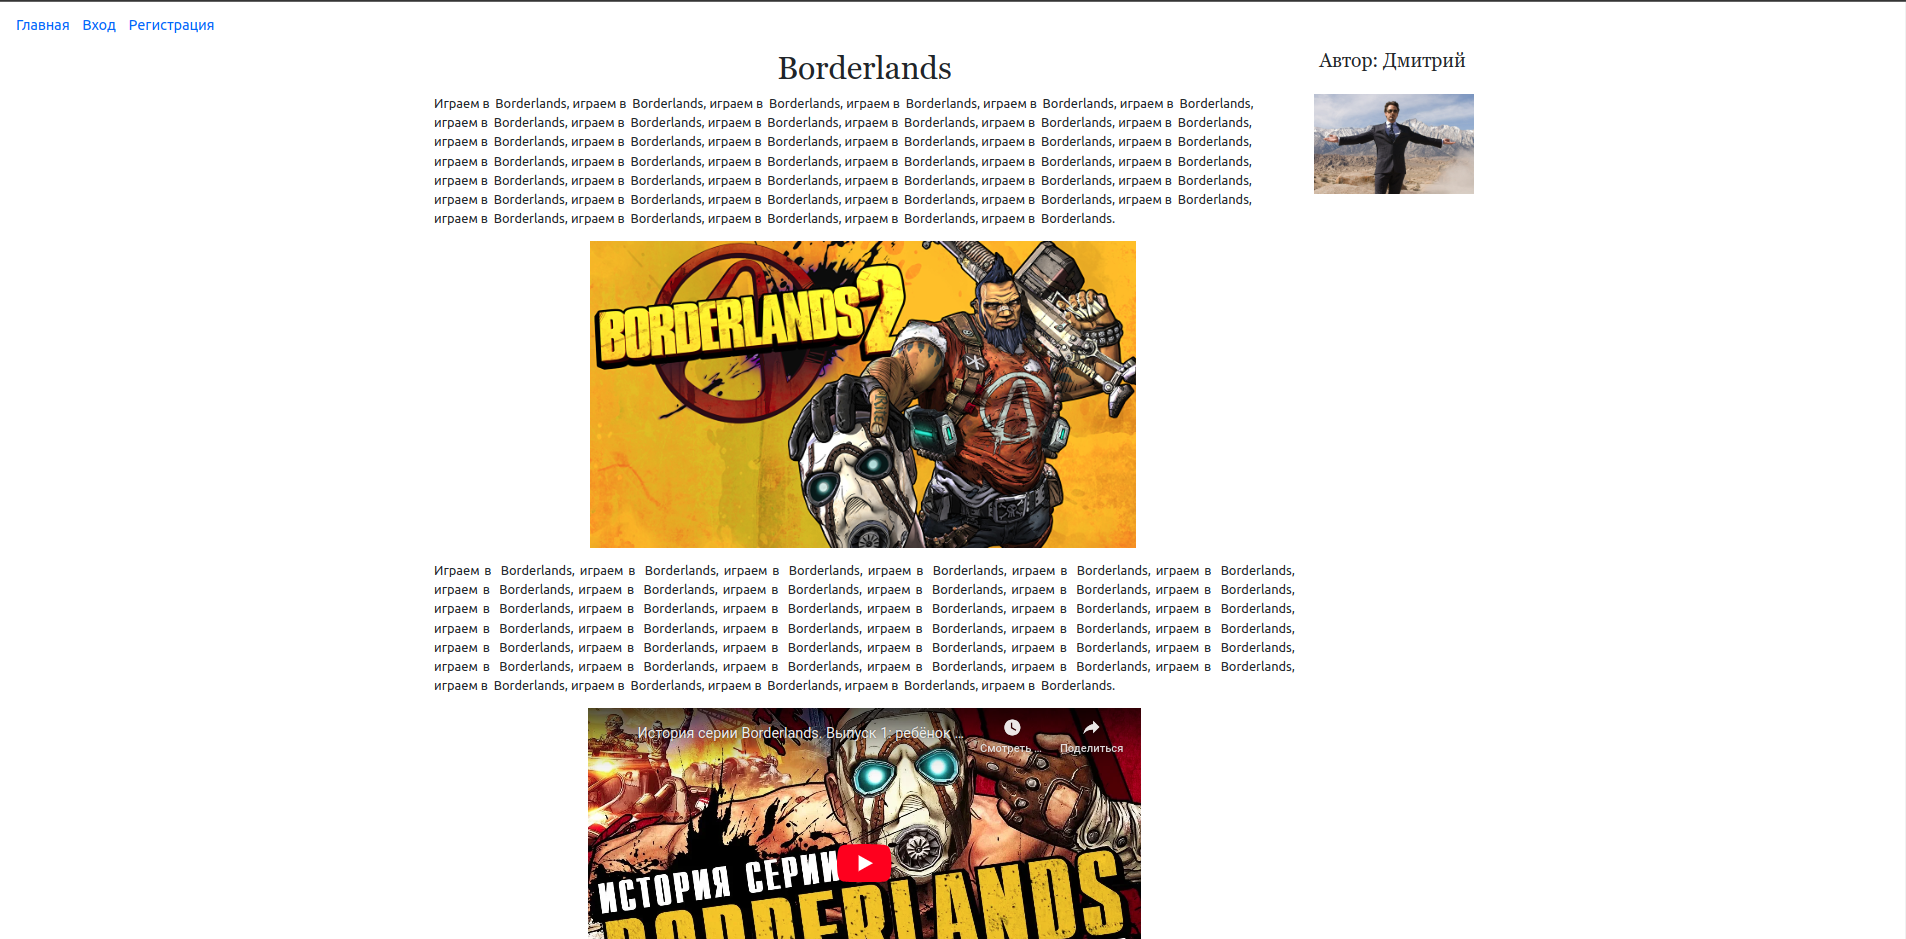 Главная Вход Регистрация
Borderlands
Автор: Дмитрий
Играем в Borderlands, играем в Borderlands, играем в Borderlands, играем в Borderlands, играем в Borderlands, играем в Borderlands,
играем в Borderlands, играем в Borderlands, играем в Borderlands, играем в Borderlands, играем в Borderlands, играем в Borderlands,
играем в Borderlands, играем в Borderlands, играем в Borderlands, играем в Borderlands, играем в Borderlands, играем в Borderlands,
играем в Borderlands, играем в Borderlands, играем в Borderlands, играем в Borderlands, играем в Borderlands, играем в Borderlands,
играем в Borderlands, играем в Borderlands, играем в Borderlands, играем в Borderlands, играем в Borderlands, играем в Borderlands,
играем в Borderlands, играем в Borderlands, играем в Borderlands, играем в Borderlands, играем в Borderlands, играем в Borderlands,
играем в Borderlands, играем в Borderlands, играем в Borderlands, играем в Borderlands, играем в Borderlands.
BORDERLANDS 2
Играем в Borderlands, играем в Borderlands, играем в Borderlands, играем в Borderlands, играем в Borderlands, играем в Borderlands,
играем в Borderlands, играем в Borderlands, играем в Borderlands, играем в Borderlands, играем в Borderlands, играем в Borderlands,
играем в Borderlands, играем в Borderlands, играем в Borderlands, играем в Borderlands, играем в Borderlands, играем в Borderlands,
играем в Borderlands, играем в Borderlands, играем в Borderlands, играем в Borderlands, играем в Borderlands, играем в Borderlands,
играем в Borderlands, играем в Borderlands, играем в Borderlands, играем в Borderlands, играем в Borderlands, играем в Borderlands,
играем в Borderlands, играем в Borderlands, играем в Borderlands, играем в Borderlands, играем в Borderlands, играем в Borderlands,
играем в Borderlands, играем в Borderlands, играем в Borderlands, играем в Borderlands, играем в Borderlands.
История серии Borderlands. Выпуск 1: ребёнок ...
Смотреть ... Поделиться
ИСТОРИЯ СЕРИИ
BORDERLANDS